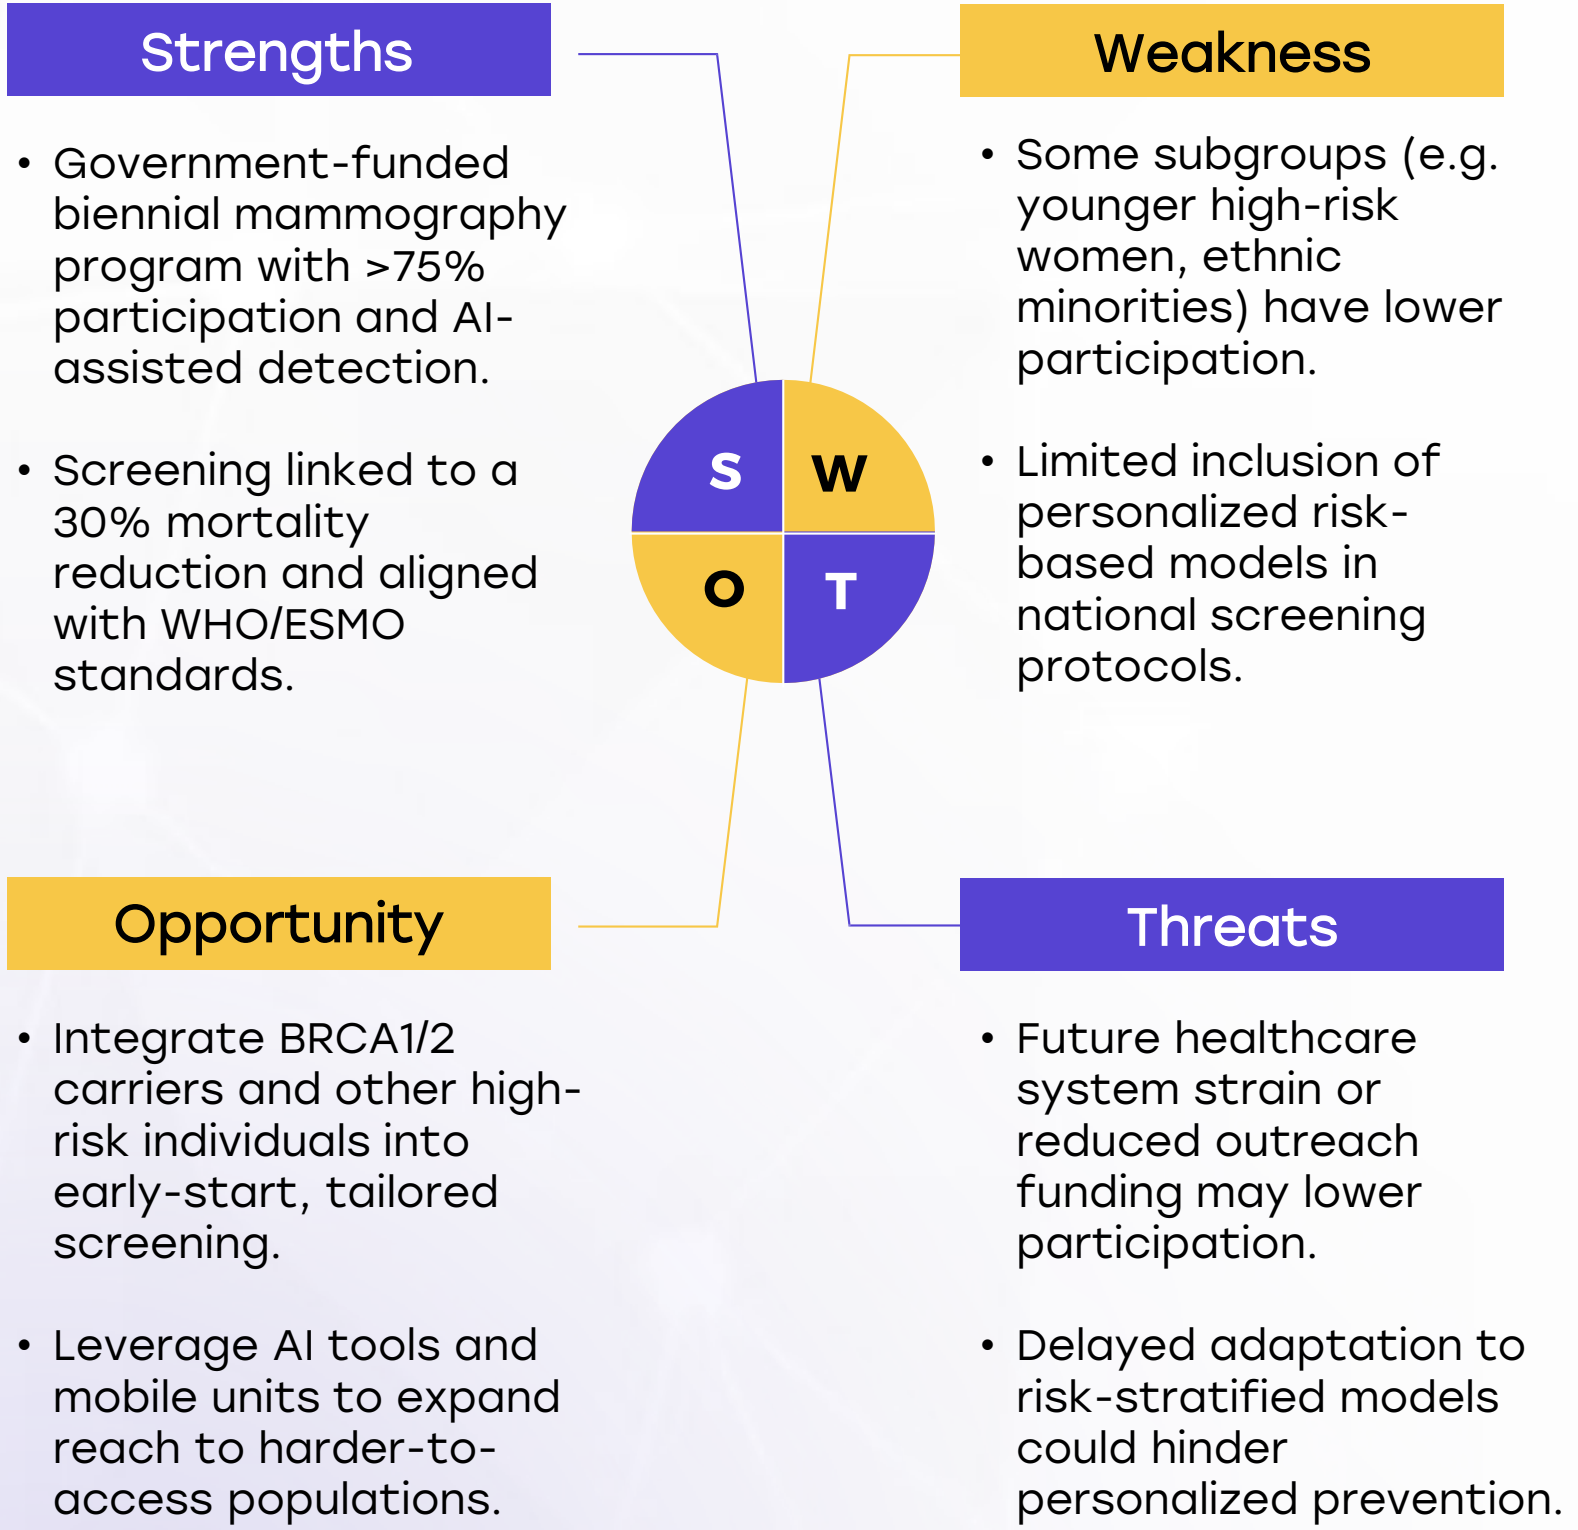 Strengths
• Government-funded
biennial mammography
program with >75%
participation and AI-
assisted detection.
• Screening linked to a
30% mortality
reduction and aligned
with WHO/ESMO
standards.
Weakness
• Some subgroups (e.g.
younger high-risk
women, ethnic
minorities) have lower
participation.
• Limited inclusion of
personalized risk-
based models in
national screening
protocols.
S
W
O
T
Opportunity
• Integrate BRCA1/2
carriers and other high-
risk individuals into
early-start, tailored
screening.
• Leverage AI tools and
mobile units to expand
reach to harder-to-
access populations.
Threats
• Future healthcare
system strain or
reduced outreach
funding may lower
participation.
• Delayed adaptation to
risk-stratified models
could hinder
personalized prevention.